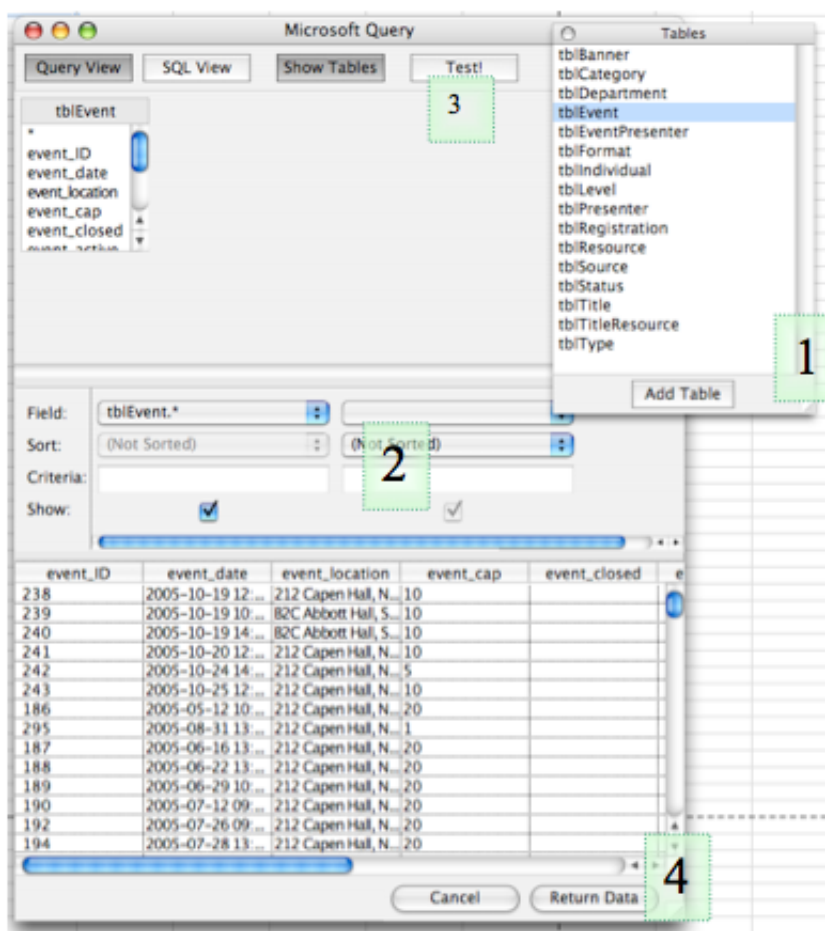 Microsoft Query
Query View SQL View Show Tables Test!
3
tblEvent
*
event_ID
event_date
event_location
event_cap
event_closed
event_active
Tables
tblBanner
tblCategory
tblDepartment
tblEvent
tblEventPresenter
tblFormat
tblIndividual
tblLevel
tblPresenter
tblRegistration
tblResource
tblSource
tblStatus
tblTitle
tblTitleResource
tblType
1
Add Table
Field: tblEvent.*
Sort: (Not Sorted) (Not Sorted)
2
Criteria:
Show:
event_ID event_date event_location event_cap event_closed e
238 2005-10-19 12:... 212 Capen Hall, N... 10
239 2005-10-19 10:... 82C Abbott Hall, S... 10
240 2005-10-19 14:... 82C Abbott Hall, S... 10
241 2005-10-20 12:... 212 Capen Hall, N... 10
242 2005-10-24 14:... 212 Capen Hall, N... 5
243 2005-10-25 12:... 212 Capen Hall, N... 10
186 2005-05-12 10:... 212 Capen Hall, N... 20
295 2005-08-31 13:... 212 Capen Hall, N... 1
187 2005-06-16 13:... 212 Capen Hall, N... 20
188 2005-06-22 13:... 212 Capen Hall, N... 20
189 2005-06-29 10:... 212 Capen Hall, N... 20
190 2005-07-12 09:... 212 Capen Hall, N... 20
192 2005-07-26 09:... 212 Capen Hall, N... 20
194 2005-07-28 13:... 212 Capen Hall, N... 20
4
Cancel Return Data